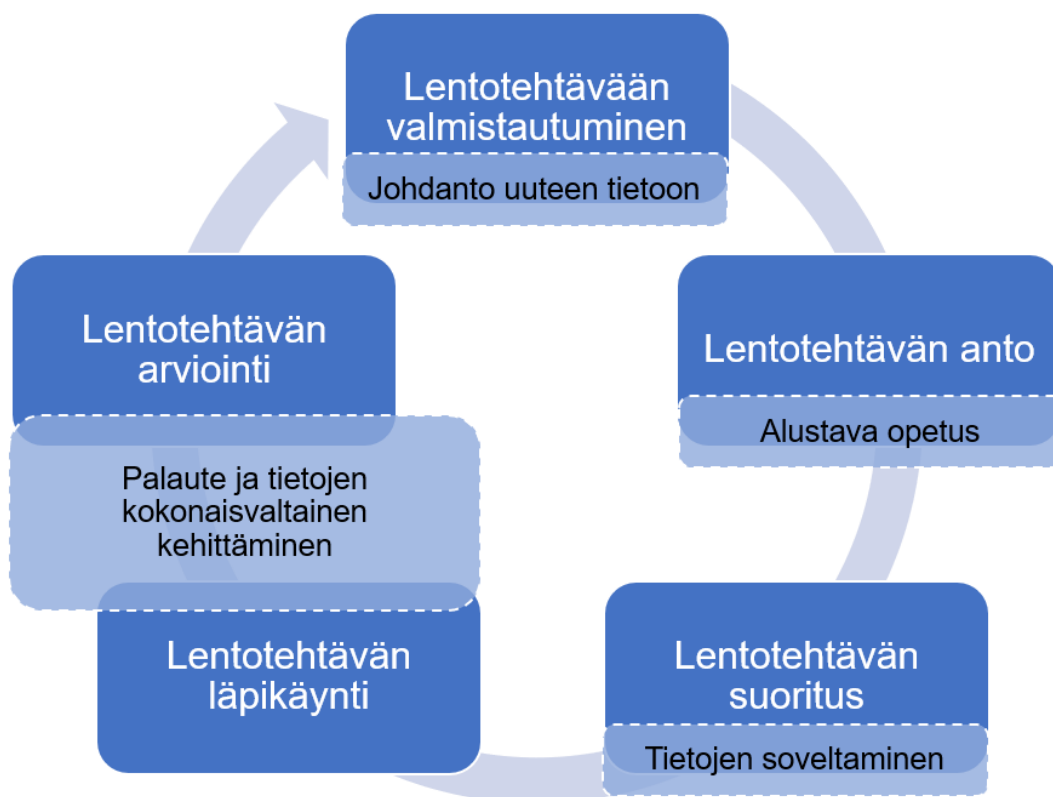 Lentotehtävään
valmistautuminen
Johdanto uuteen tietoon
Lentotehtävän anto
Alustava opetus
Lentotehtävän
suoritus
Tietojen soveltaminen
Lentotehtävän
läpikäynti
Palaute ja tietojen
kokonaisvaltainen
kehittäminen
Lentotehtävän
arviointi